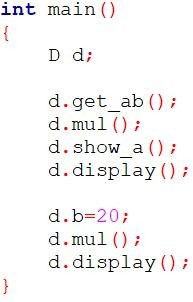 int main()
{
    D d;

    d.get_ab();
    d.mul();
    d.show_a();
    d.display();

    d.b=20;
    d.mul();
    d.display();
}